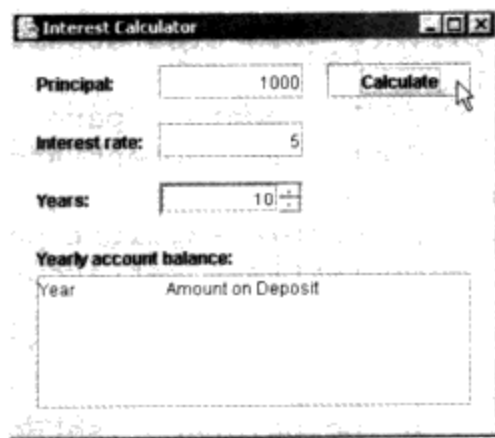 Interest Calculator
Principal: 1000 Calculate
Interest rate: 5
Years: 10
Yearly account balance:
Year Amount on Deposit